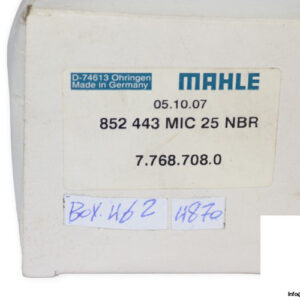 D-74613 Öhringen
Made in Germany
MAHLE
05.10.07
852 443 MIC 25 NBR
7.768.708.0
BOX.462
4870